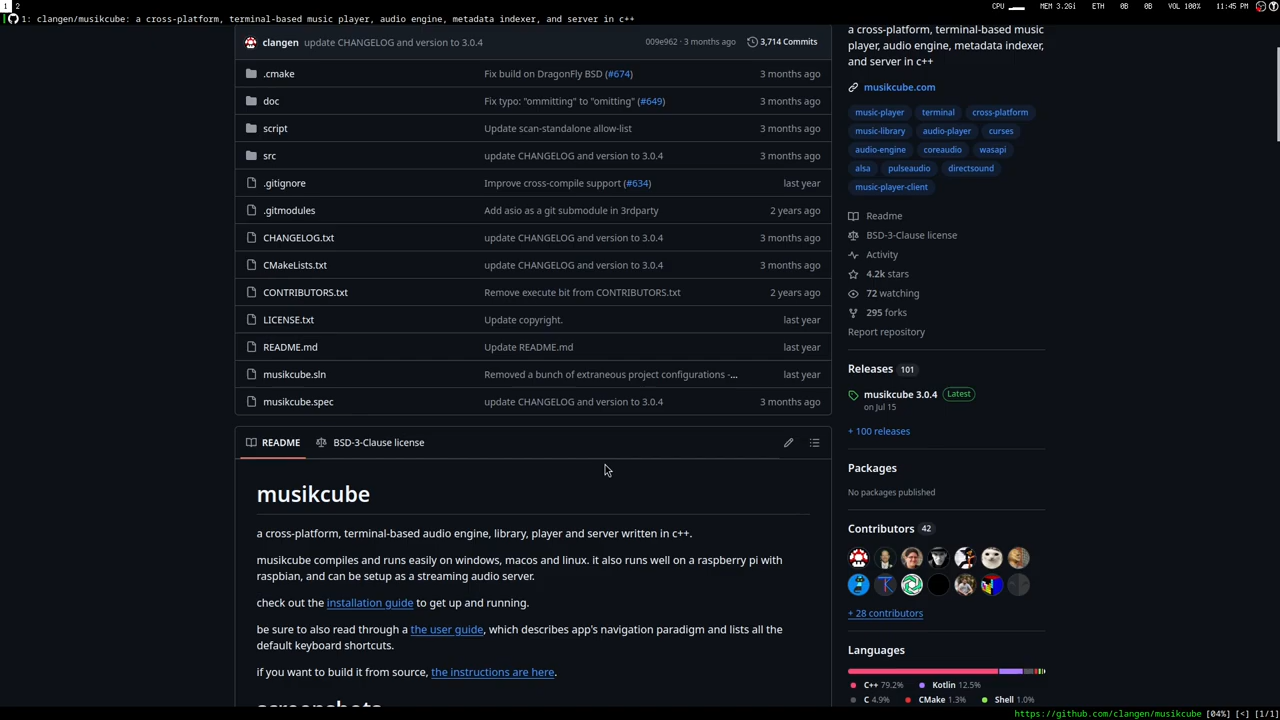 1 2 CPU MEM 3.2Gi ETH 0B 0B VOL 100% 11:45 PM
1: clangen/musikcube: a cross-platform, terminal-based music player, audio engine, metadata indexer, and server in c++
clangen update CHANGELOG and version to 3.0.4 009e962 · 3 months ago 3,714 Commits
.cmake Fix build on DragonFly BSD (#674) 3 months ago
doc Fix typo: "ommitting" to "omitting" (#649) 3 months ago
script Update scan-standalone allow-list 3 months ago
src update CHANGELOG and version to 3.0.4 3 months ago
.gitignore Improve cross-compile support (#634) last year
.gitmodules Add asio as a git submodule in 3rdparty 2 years ago
CHANGELOG.txt update CHANGELOG and version to 3.0.4 3 months ago
CMakeLists.txt update CHANGELOG and version to 3.0.4 3 months ago
CONTRIBUTORS.txt Remove execute bit from CONTRIBUTORS.txt 2 years ago
LICENSE.txt Update copyright. last year
README.md Update README.md last year
musikcube.sln Removed a bunch of extraneous project configurations -... last year
musikcube.spec update CHANGELOG and version to 3.0.4 3 months ago
README BSD-3-Clause license
musikcube
a cross-platform, terminal-based audio engine, library, player and server written in c++.
musikcube compiles and runs easily on windows, macos and linux. it also runs well on a raspberry pi with
raspbian, and can be setup as a streaming audio server.
check out the installation guide to get up and running.
be sure to also read through a the user guide, which describes app's navigation paradigm and lists all the
default keyboard shortcuts.
if you want to build it from source, the instructions are here.
screenshots
a cross-platform, terminal-based music
player, audio engine, metadata indexer,
and server in c++
musikcube.com
music-player terminal cross-platform
music-library audio-player curses
audio-engine coreaudio wasapi
alsa pulseaudio directsound
music-player-client
Readme
BSD-3-Clause license
Activity
4.2k stars
72 watching
295 forks
Report repository
Releases 101
musikcube 3.0.4 Latest
on Jul 15
+ 100 releases
Packages
No packages published
Contributors 42
+ 28 contributors
Languages
C++ 79.2% Kotlin 12.5%
C 4.9% CMake 1.3% Shell 1.0%
https://github.com/clangen/musikcube [04%] [<] [1/1]